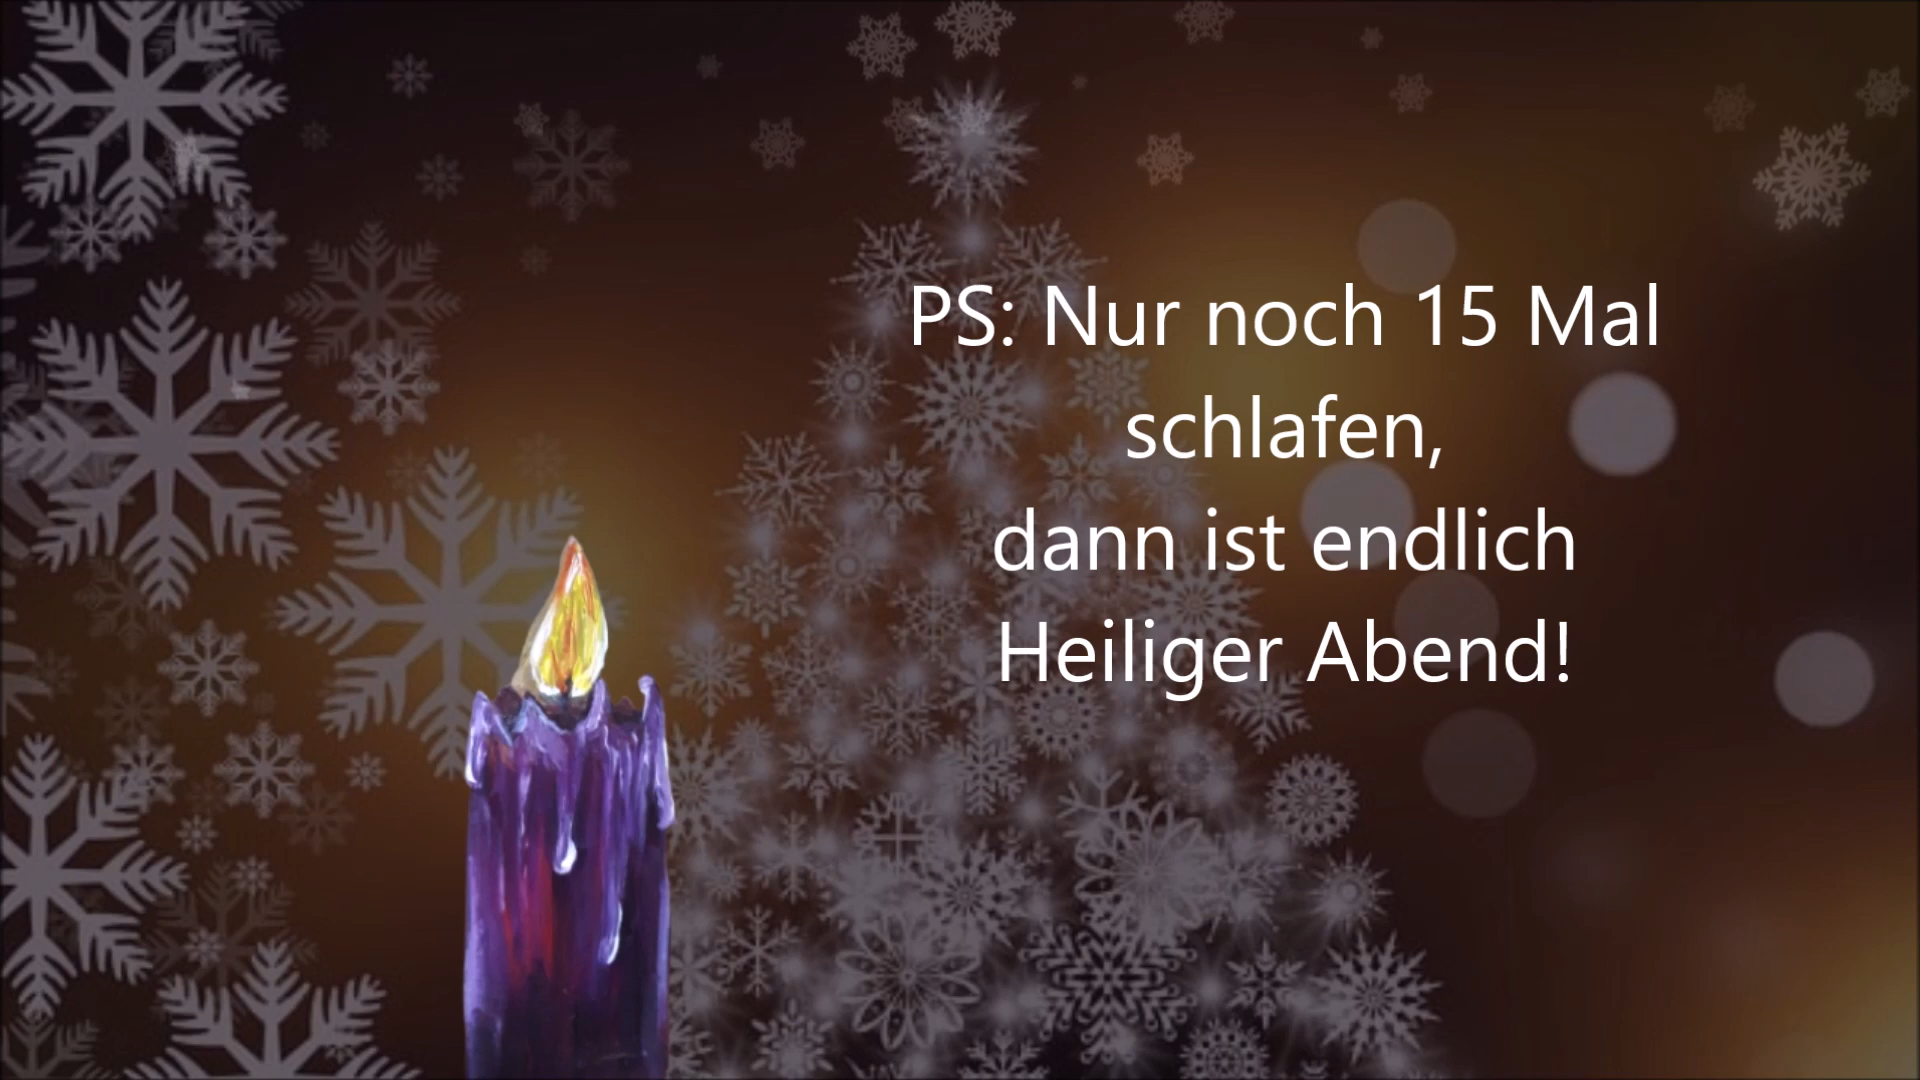 PS: Nur noch 15 Mal
schlafen,
dann ist endlich
Heiliger Abend!